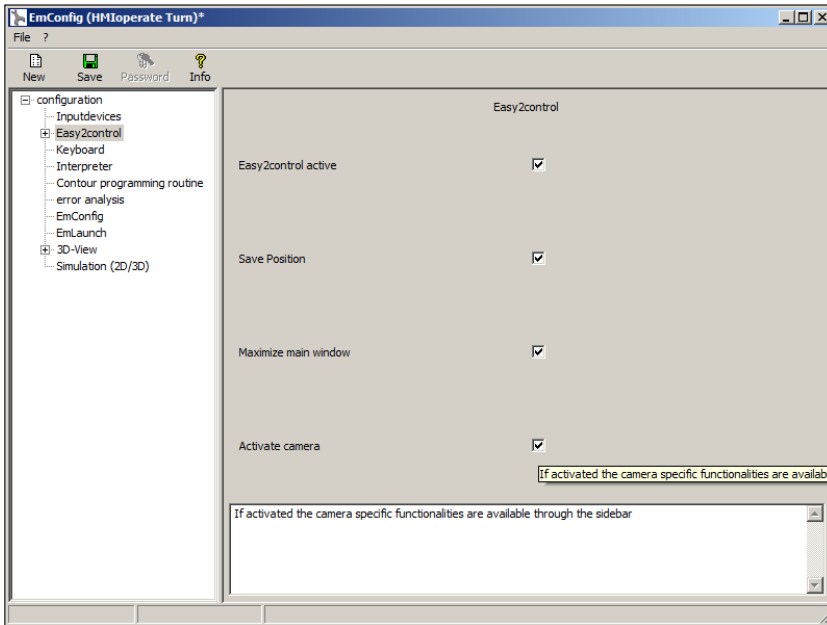 EmConfig (HMIoperate Turn)*
File ?
New Save Password Info
configuration
Inputdevices
Easy2control
Keyboard
Interpreter
Contour programming routine
error analysis
EmConfig
EmLaunch
3D-View
Simulation (2D/3D)
Easy2control
Easy2control active
Save Position
Maximize main window
Activate camera
If activated the camera specific functionalities are availab
If activated the camera specific functionalities are available through the sidebar